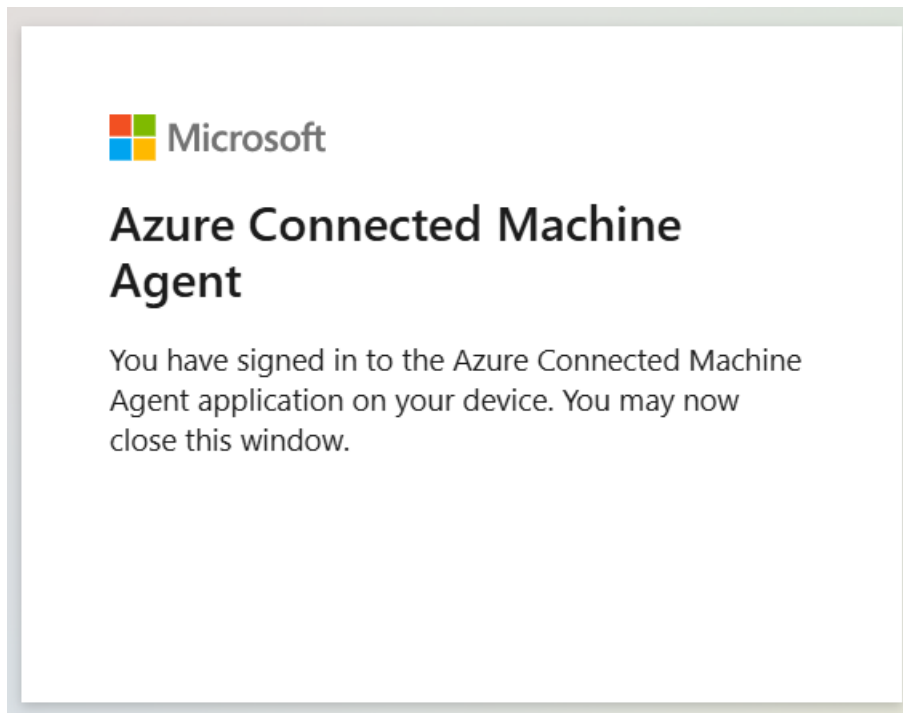 Microsoft
Azure Connected Machine
Agent
You have signed in to the Azure Connected Machine
Agent application on your device. You may now
close this window.